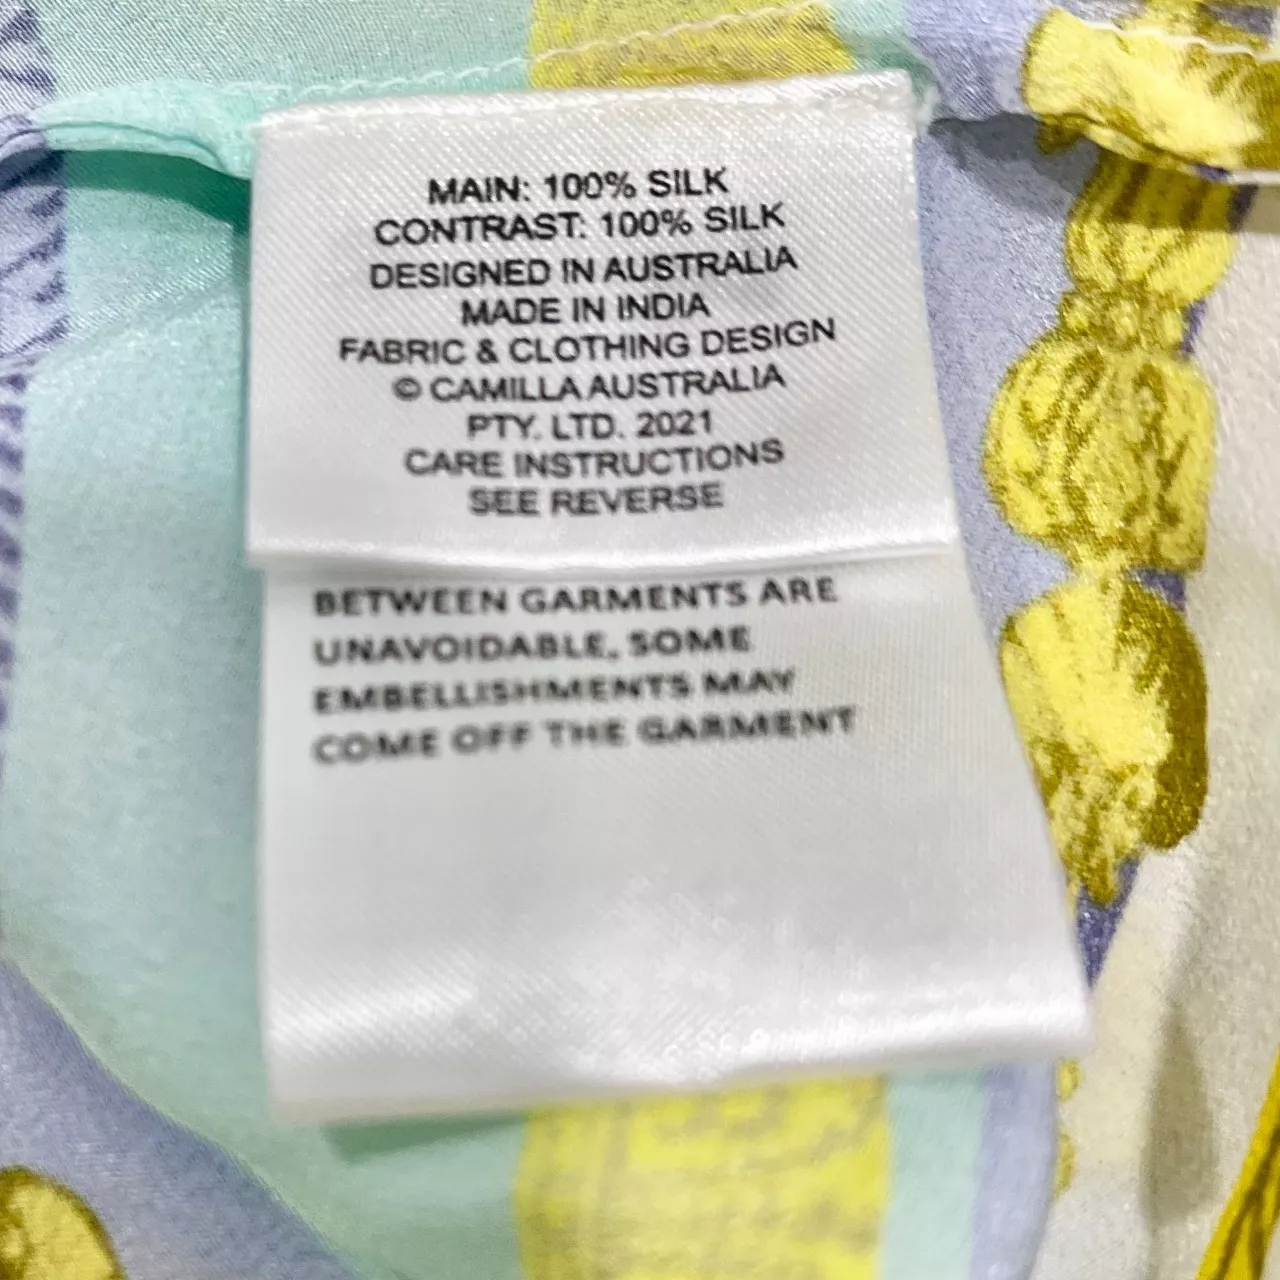 MAIN: 100% SILK
CONTRAST: 100% SILK
DESIGNED IN AUSTRALIA
MADE IN INDIA
FABRIC & CLOTHING DESIGN
© CAMILLA AUSTRALIA
PTY. LTD. 2021
CARE INSTRUCTIONS
SEE REVERSE
BETWEEN GARMENTS ARE
UNAVOIDABLE, SOME
EMBELLISHMENTS MAY
COME OFF THE GARMENT